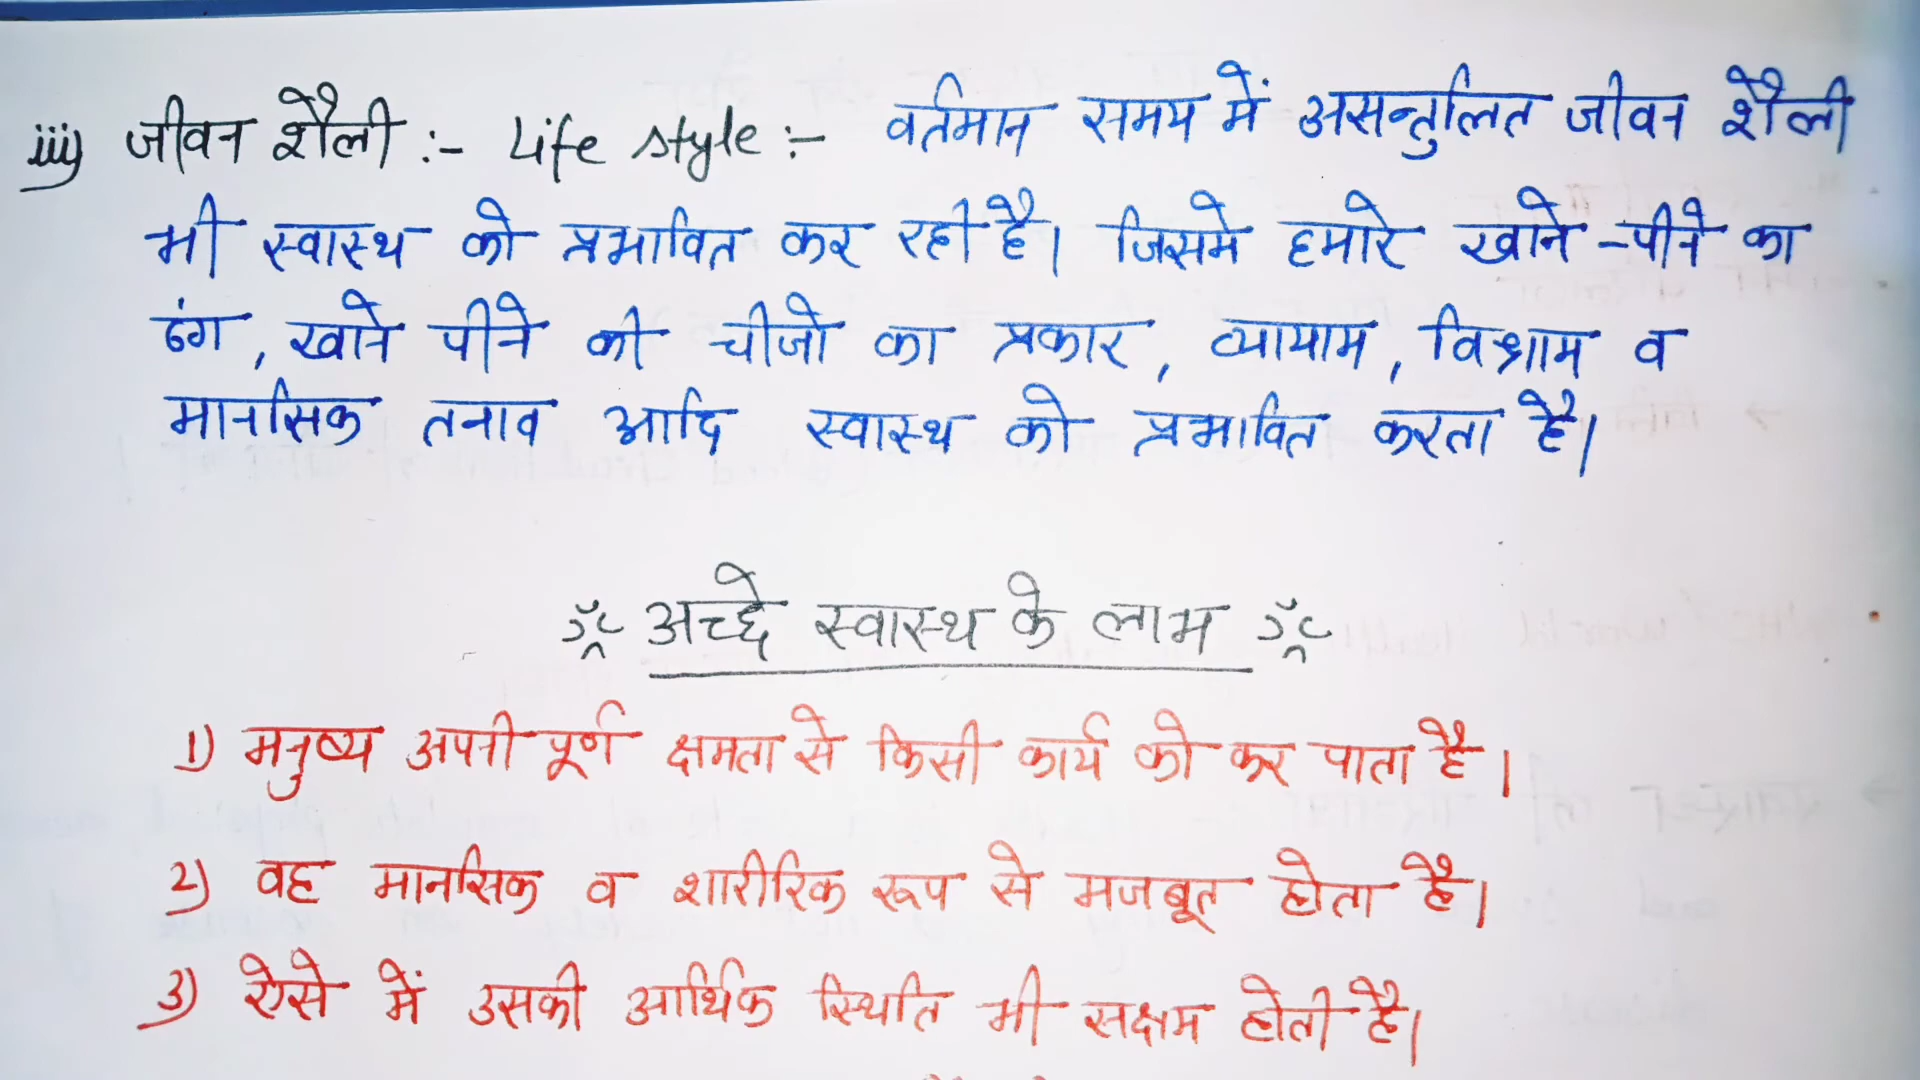 iii) जीवन शैली :- Life style :- वर्तमान समय में असन्तुलित जीवन शैली
भी स्वास्थ को प्रभावित कर रही है। जिसमे हमारे खाने-पीने का
ढंग, खाने पीने की चीजो का प्रकार, व्यायाम, विश्राम व
मानसिक तनाव आदि स्वास्थ को प्रभावित करता है।
अच्छे स्वास्थ के लाभ
1) मनुष्य अपनी पूर्ण क्षमता से किसी कार्य को कर पाता है।
2) वह मानसिक व शारीरिक रूप से मजबूत होता है।
3) ऐसे में उसकी आर्थिक स्थिति भी सक्षम होती है।